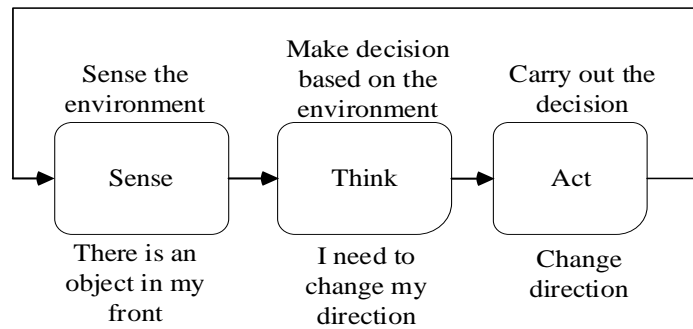 Sense the
environment
Make decision
based on the
environment
Carry out the
decision
Sense
Think
Act
There is an
object in my
front
I need to
change my
direction
Change
direction